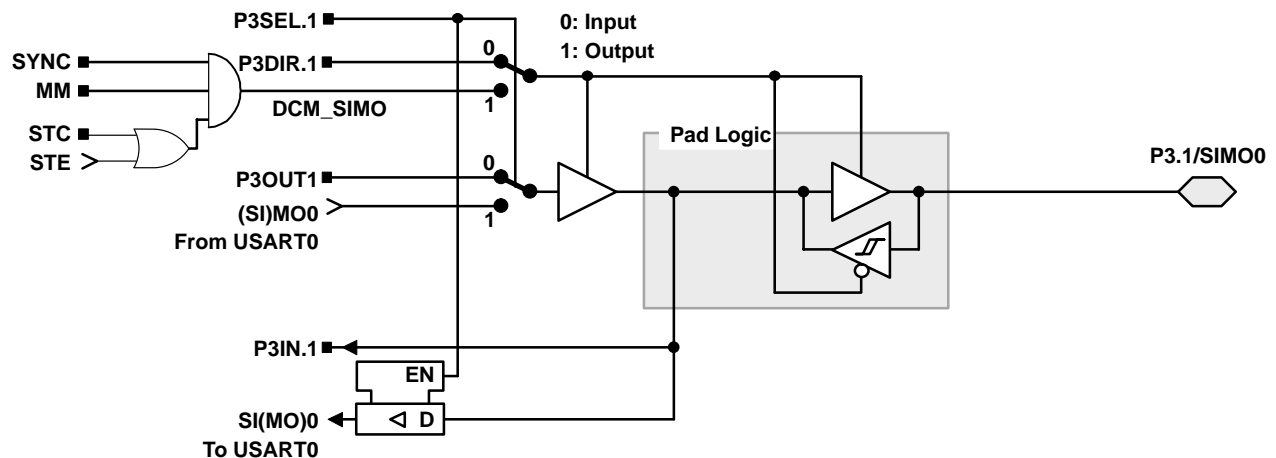 P3SEL.1
0: Input
1: Output
SYNC
P3DIR.1
0
MM
DCM_SIMO
1
STC
STE
Pad Logic
P3.1/SIMO0
P3OUT1
0
(SI)MO0
1
From USART0
P3IN.1
EN
SI(MO)0
D
To USART0